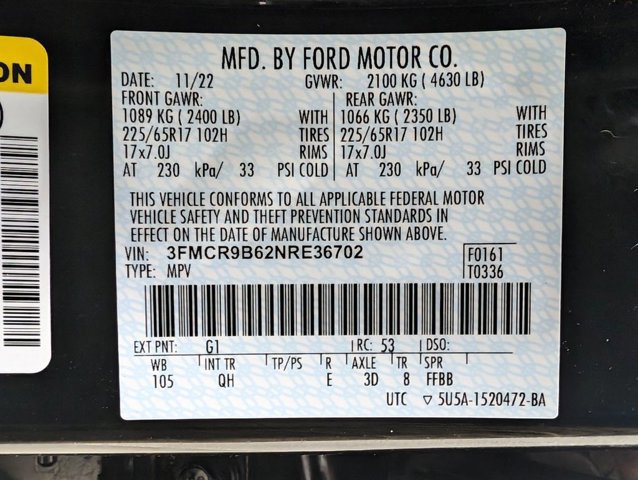 ON
MFD. BY FORD MOTOR CO.
DATE: 11/22 GVWR: 2100 KG ( 4630 LB)
FRONT GAWR: REAR GAWR:
1089 KG ( 2400 LB) WITH 1066 KG ( 2350 LB) WITH
225/65R17 102H TIRES 225/65R17 102H TIRES
17x7.0J RIMS 17x7.0J RIMS
AT 230 kPa/ 33 PSI COLD AT 230 kPa/ 33 PSI COLD
THIS VEHICLE CONFORMS TO ALL APPLICABLE FEDERAL MOTOR
VEHICLE SAFETY AND THEFT PREVENTION STANDARDS IN
EFFECT ON THE DATE OF MANUFACTURE SHOWN ABOVE.
VIN: 3FMCR9B62NRE36702 F0161
TYPE: MPV T0336
EXT PNT: G1 RC: 53 DSO:
WB INT TR TP/PS R AXLE TR SPR
105 QH E 3D 8 FFBB
UTC ▽ 5U5A-1520472-BA